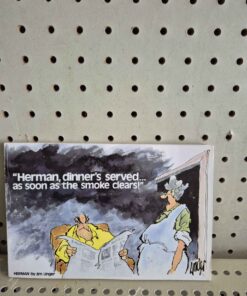 "Herman, dinner's served...
as soon as the smoke clears!"
HERMAN by Jim Unger